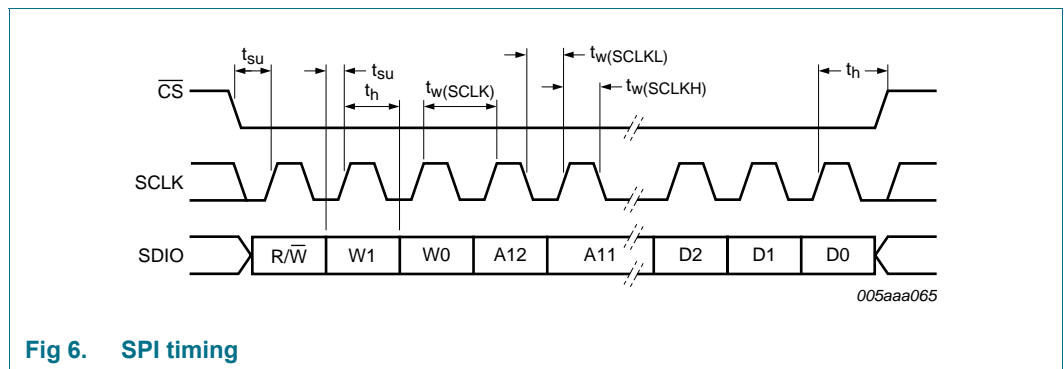 tsu tsu tw(SCLKL) th
th tw(SCLK) tw(SCLKH)
CS
SCLK
SDIO R/W W1 W0 A12 A11 D2 D1 D0
005aaa065
Fig 6. SPI timing